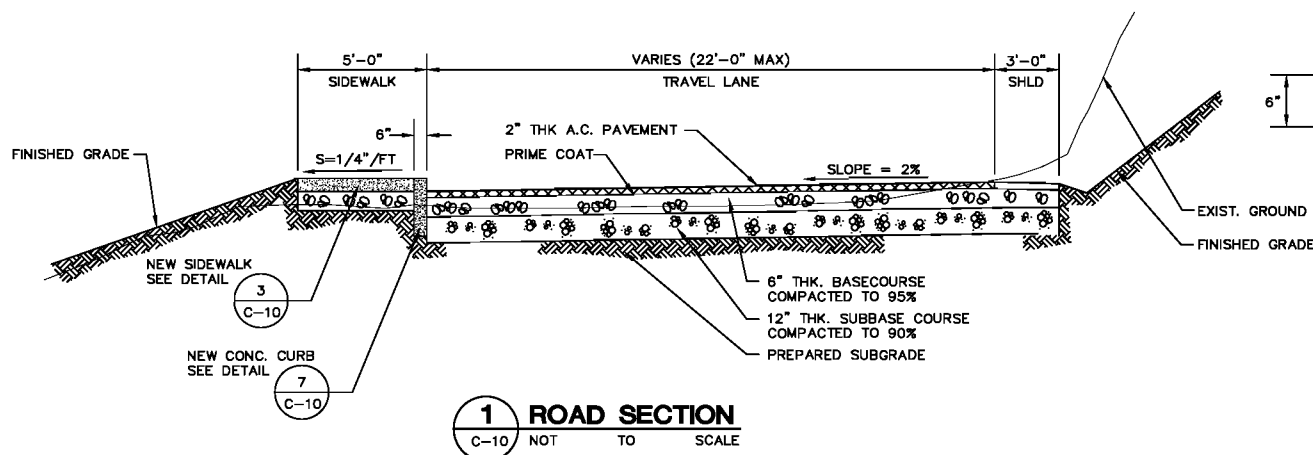 5'-0"
VARIES (22'-0" MAX)
3'-0"
SIDEWALK
TRAVEL LANE
SHLD
6"
6"
2" THK A.C. PAVEMENT
FINISHED GRADE
S=1/4"/FT
PRIME COAT
SLOPE = 2%
EXIST. GROUND
FINISHED GRADE
NEW SIDEWALK
SEE DETAIL
3
C-10
6" THK. BASECOURSE
COMPACTED TO 95%
12" THK. SUBBASE COURSE
COMPACTED TO 90%
PREPARED SUBGRADE
NEW CONC. CURB
SEE DETAIL
7
C-10
1
C-10
ROAD SECTION
NOT TO SCALE